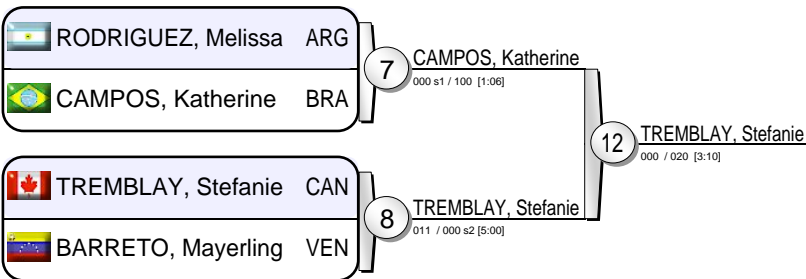 RODRIGUEZ, Melissa ARG
7
CAMPOS, Katherine
000 s1 / 100 [1:06]
CAMPOS, Katherine BRA
12
TREMBLAY, Stefanie
000 / 020 [3:10]
TREMBLAY, Stefanie CAN
8
TREMBLAY, Stefanie
011 / 000 s2 [5:00]
BARRETO, Mayerling VEN